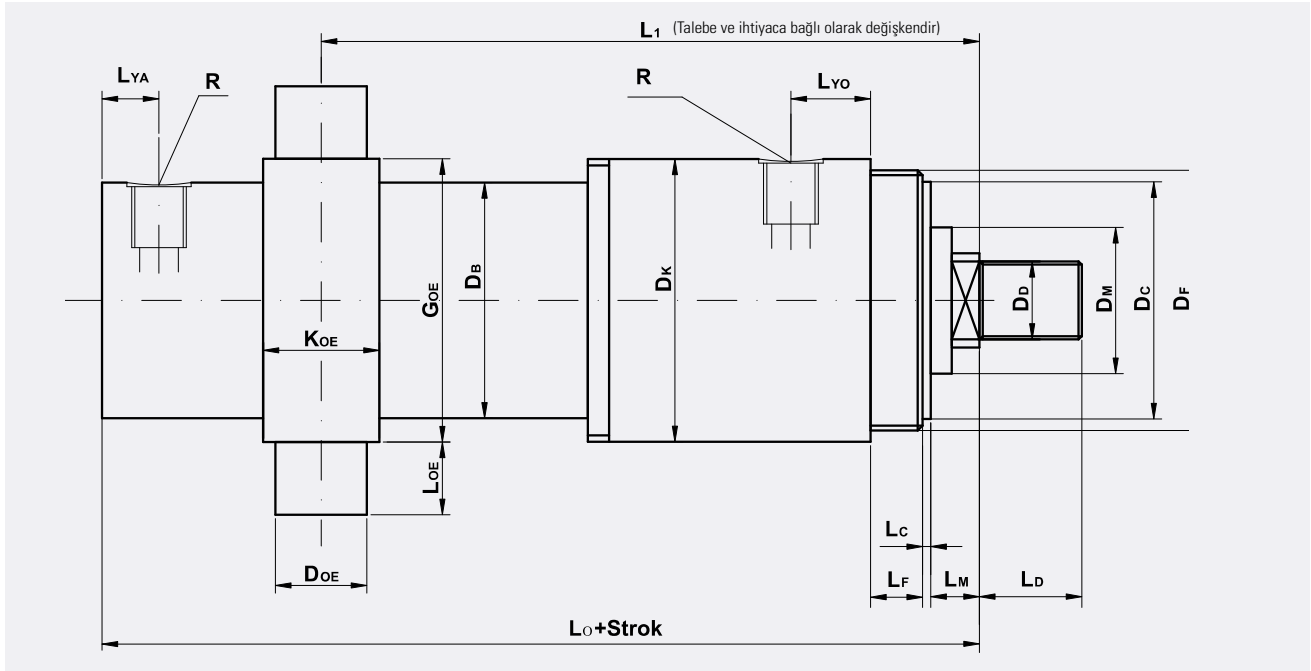 L1 (Talebe ve ihtiyaca bağlı olarak değişkendir)
LYA
R
R
LYO
GOE
DB
DK
DD
DM
DC
DF
KOE
LOE
LC
DOE
LF
LM
LD
LO+Strok